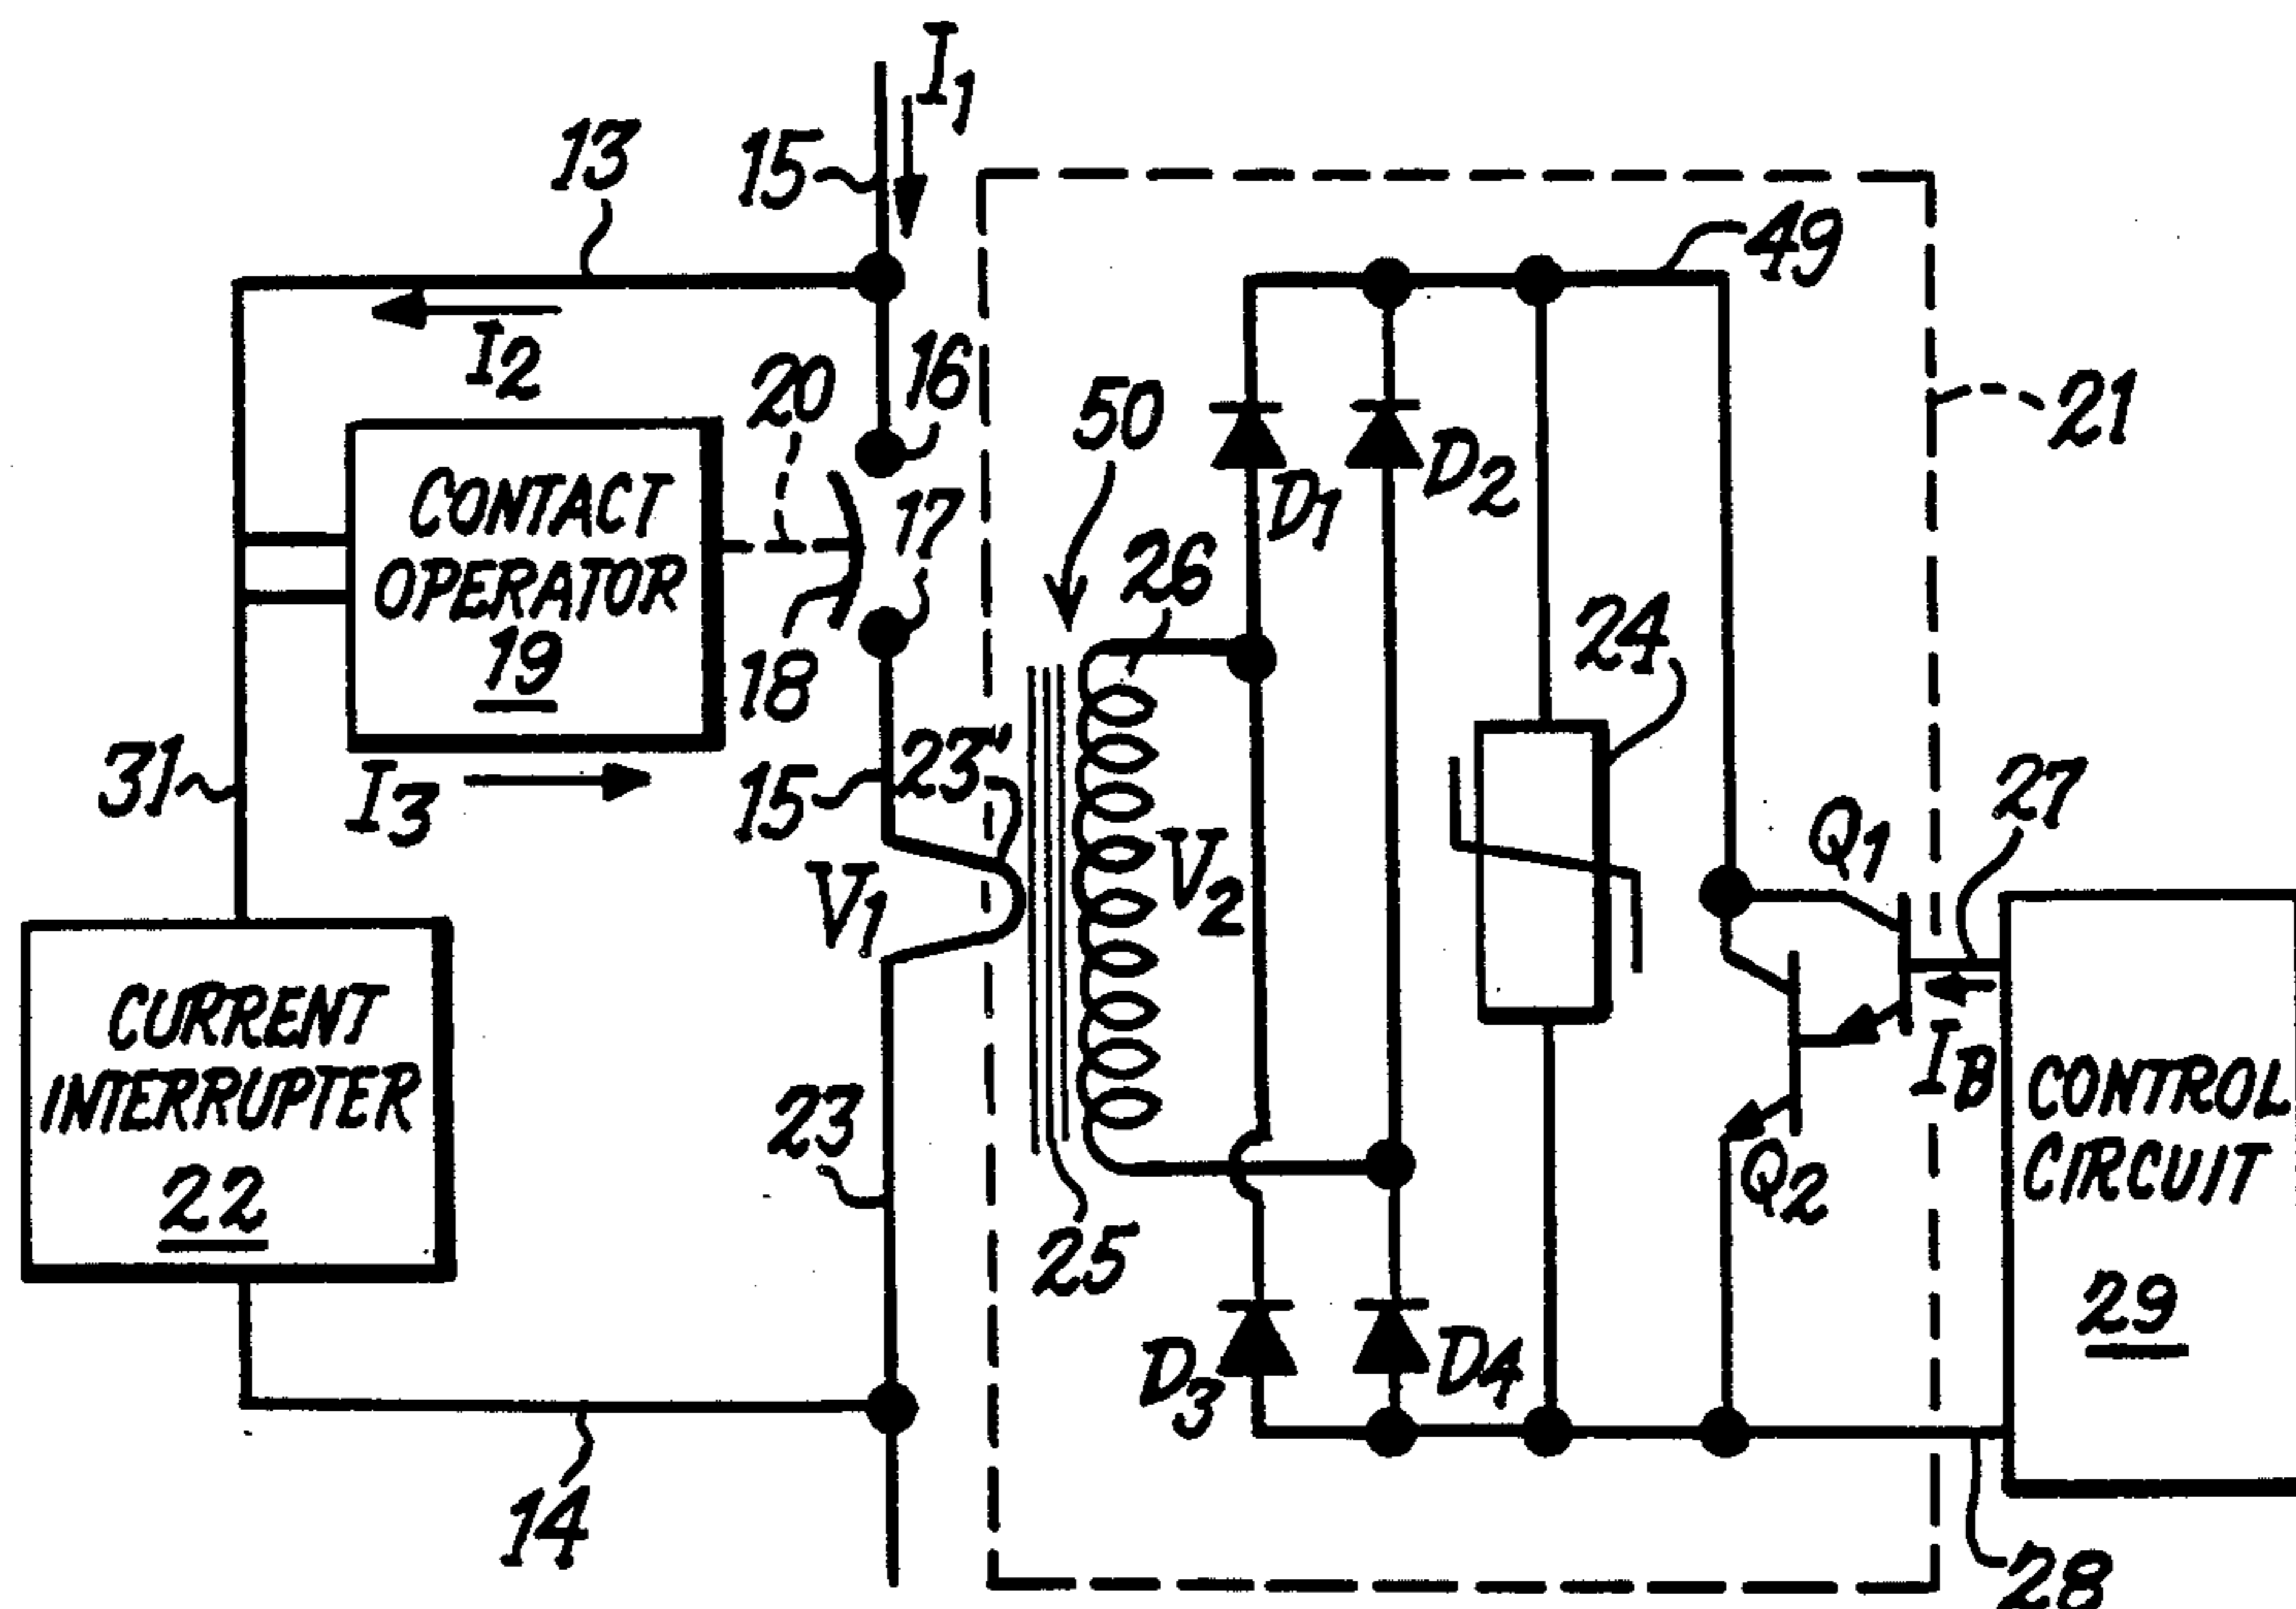 I1
13
15
49
I2
20
16
50
D1
D2
21
CONTACT
OPERATOR
19
17
26
18
24
31
I3
15
23'
V1
V2
Q1
27
CURRENT
INTERRUPTER
22
23
25
IB
CONTROL
CIRCUIT
29
Q2
D3
D4
14
28